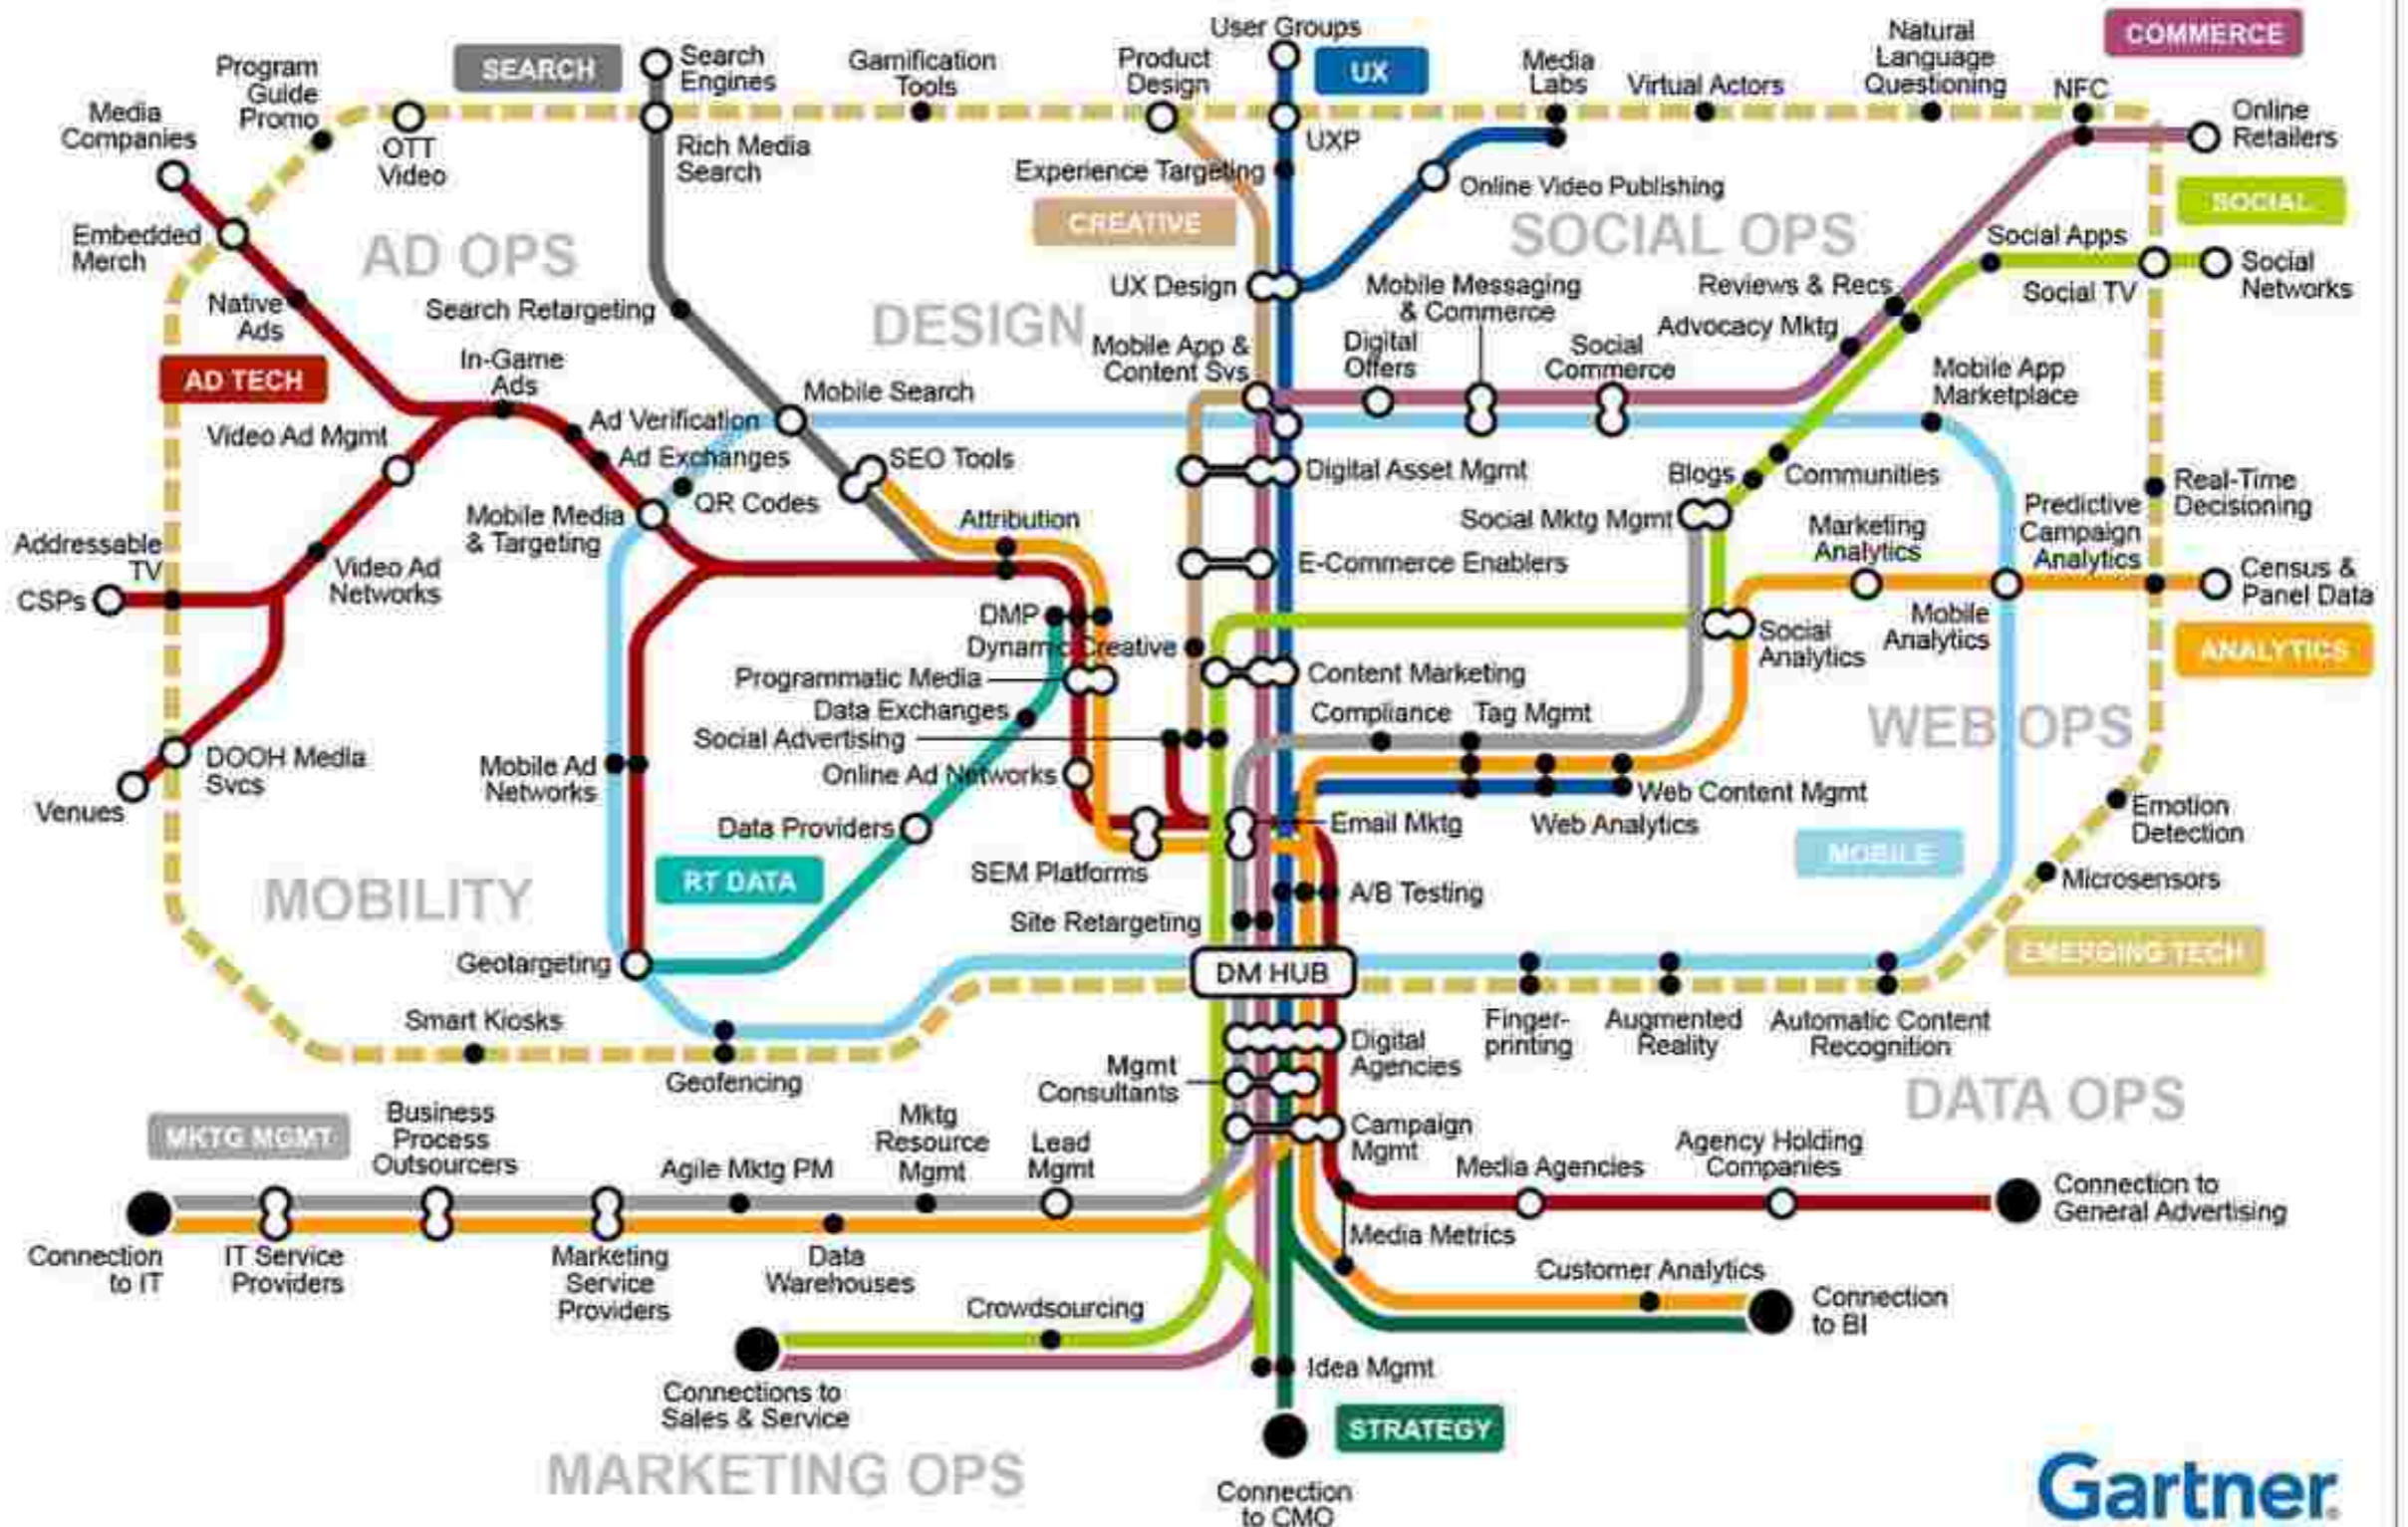 User Groups
COMMERCE
SEARCH
Search
Engines
Gamification
Tools
Product
Design
UX
Media
Labs
Virtual Actors
Natural
Language
Questioning
NFC
Online
Retailers
Program
Guide
Promo
Media
Companies
OTT
Video
Rich Media
Search
UXP
Experience Targeting
Online Video Publishing
SOCIAL
CREATIVE
SOCIAL OPS
Embedded
Merch
AD OPS
Social Apps
Social TV
Social
Networks
Native
Ads
Search Retargeting
DESIGN
UX Design
Mobile Messaging
& Commerce
Reviews & Recs
Advocacy Mktg
AD TECH
In-Game
Ads
Mobile App &
Content Svs
Digital
Offers
Social
Commerce
Mobile App
Marketplace
Mobile Search
Ad Verification
Video Ad Mgmt
Ad Exchanges
SEO Tools
Digital Asset Mgmt
Blogs
Communities
Real-Time
Decisioning
QR Codes
Mobile Media
& Targeting
Attribution
Social Mktg Mgmt
Marketing
Analytics
Predictive
Campaign
Analytics
Addressable
TV
Video Ad
Networks
E-Commerce Enablers
CSPs
Census &
Panel Data
DMP
Dynamic Creative
Social
Analytics
Mobile
Analytics
ANALYTICS
Programmatic Media
Content Marketing
Data Exchanges
Compliance
Tag Mgmt
WEB OPS
Social Advertising
DOOH Media
Svcs
Mobile Ad
Networks
Online Ad Networks
Web Content Mgmt
Venues
Data Providers
Email Mktg
Web Analytics
Emotion
Detection
SEM Platforms
MOBILE
RT DATA
MOBILITY
A/B Testing
Microsensors
Site Retargeting
EMERGING TECH
Geotargeting
DM HUB
Smart Kiosks
Finger-
printing
Augmented
Reality
Automatic Content
Recognition
Digital
Agencies
Geofencing
Mgmt
Consultants
DATA OPS
MKTG MGMT
Business
Process
Outsourcers
Agile Mktg PM
Mktg
Resource
Mgmt
Lead
Mgmt
Campaign
Mgmt
Media Agencies
Agency Holding
Companies
Connection to
General Advertising
Media Metrics
Connection
to IT
IT Service
Providers
Marketing
Service
Providers
Data
Warehouses
Customer Analytics
Connection
to BI
Crowdsourcing
Idea Mgmt
Connections to
Sales & Service
STRATEGY
MARKETING OPS
Connection
to CMO
Gartner